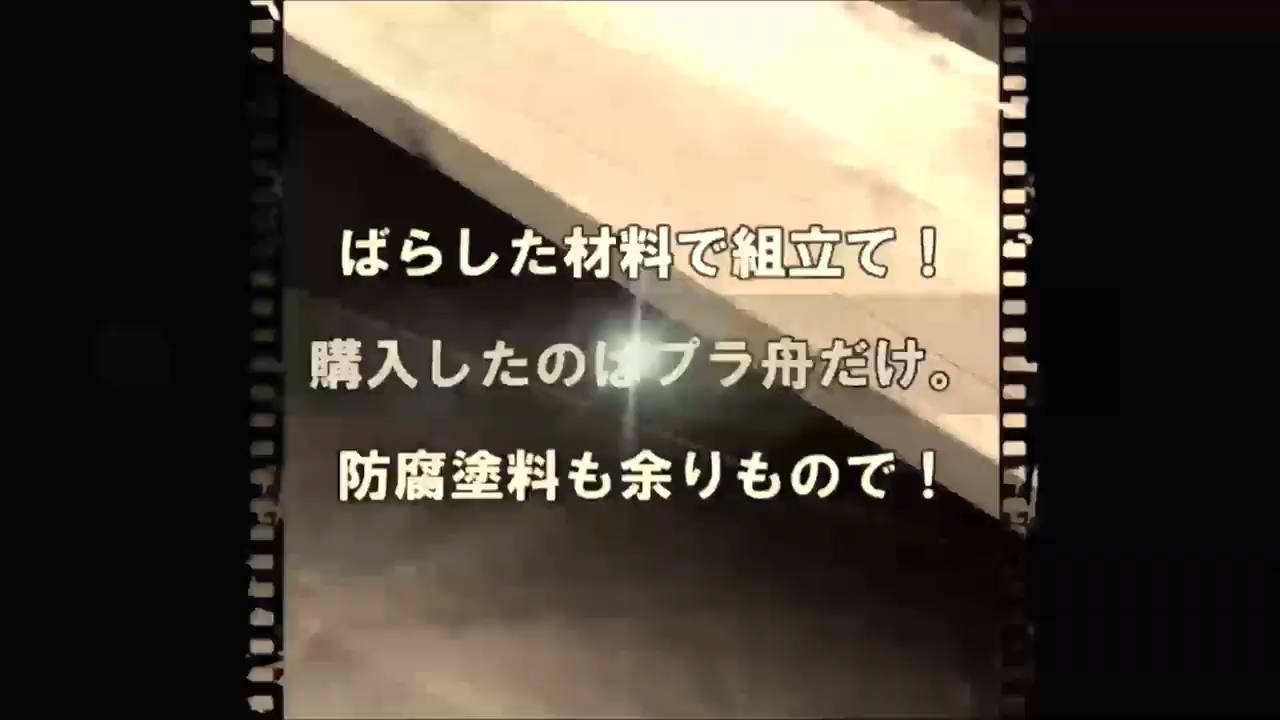 ばらした材料で組立て！
購入したのはプラ舟だけ。
防腐塗料も余りもので！